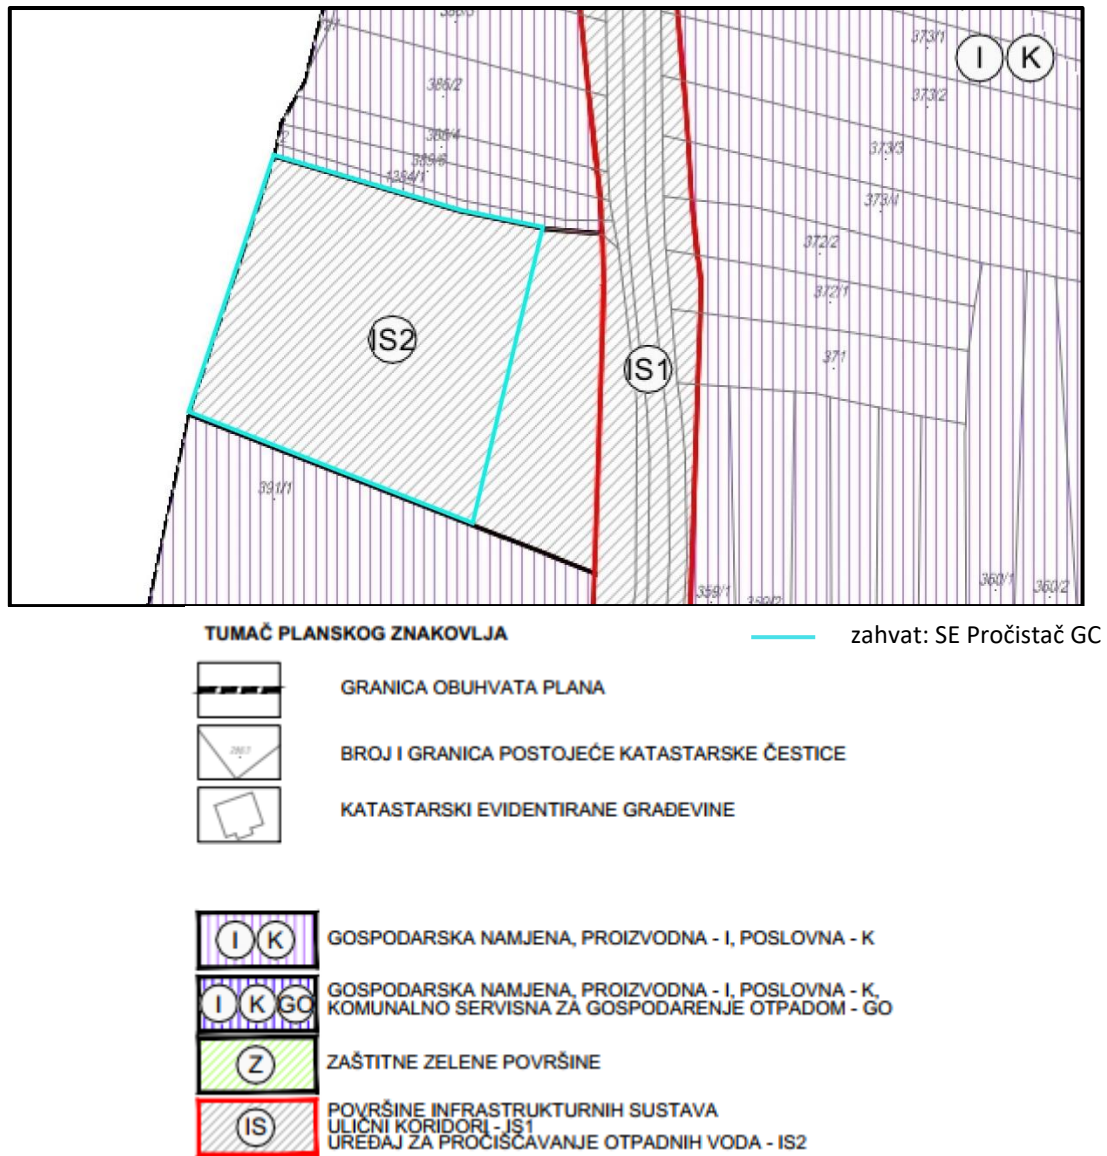 386/2
386/4
389/6
1384/1
373/1
I K
373/2
373/3
373/4
372/2
372/1
371
IS2
IS1
391/1
359/1
360/1
360/2
TUMAČ PLANSKOG ZNAKOVLJA
zahvat: SE Pročistač GC
GRANICA OBUHVATA PLANA
BROJ I GRANICA POSTOJEĆE KATASTARSKE ČESTICE
KATASTARSKI EVIDENTIRANE GRAĐEVINE
I K
GOSPODARSKA NAMJENA, PROIZVODNA - I, POSLOVNA - K
I K GO
GOSPODARSKA NAMJENA, PROIZVODNA - I, POSLOVNA - K,
KOMUNALNO SERVISNA ZA GOSPODARENJE OTPADOM - GO
Z
ZAŠTITNE ZELENE POVRŠINE
IS
POVRŠINE INFRASTRUKTURNIH SUSTAVA
ULIČNI KORIDORI - IS1
UREĐAJ ZA PROČIŠĆAVANJE OTPADNIH VODA - IS2